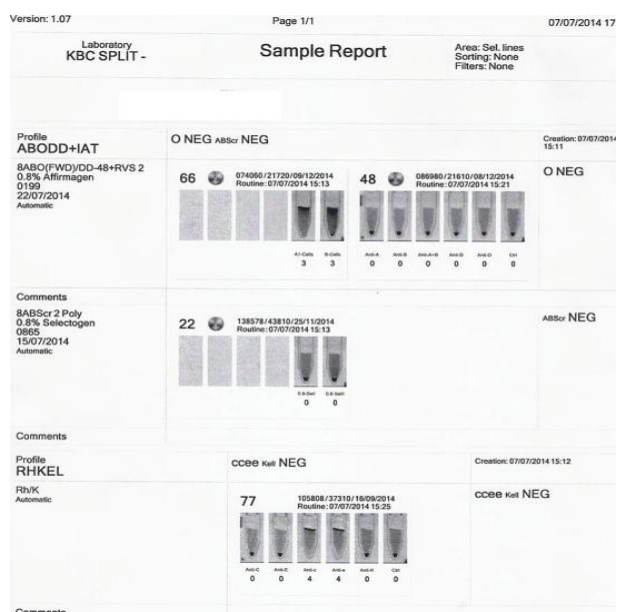 Version: 1.07 Page 1/1 07/07/2014 17
Laboratory
KBC SPLIT -
Sample Report
Area: Sel. lines
Sorting: None
Filters: None
Profile
ABODD+IAT
O NEG ABScr NEG
Creation: 07/07/2014
15:11
8ABO(FWD)/DD-48+RVS 2
0.8% Affirmagen
0199
22/07/2014
Automatic
66 074060/21720/09/12/2014
Routine: 07/07/2014 15:13
A1-Cells B-Cells
3 3
48 086980/21610/08/12/2014
Routine: 07/07/2014 15:21
Anti-A Anti-B Anti-A+B Anti-D Anti-D Ctrl
0 0 0 0 0 0
O NEG
Comments
8ABScr 2 Poly
0.8% Selectogen
0865
15/07/2014
Automatic
22 138578/43810/25/11/2014
Routine: 07/07/2014 15:13
0.8-SelI 0.8-SelII
0 0
ABScr NEG
Comments
Profile
RHKEL
ccee Kell NEG
Creation: 07/07/2014 15:12
Rh/K
Automatic
77 105808/37310/16/09/2014
Routine: 07/07/2014 15:25
Anti-C Anti-E Anti-c Anti-e Anti-K Ctrl
0 0 4 4 0 0
ccee Kell NEG
Comments